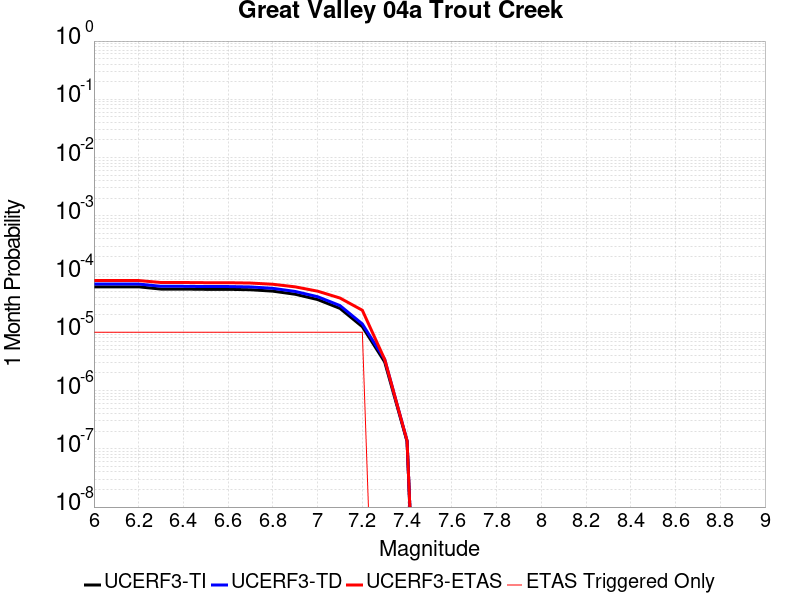 Great Valley 04a Trout Creek
10^0
10^-1
10^-2
10^-3
10^-4
10^-5
10^-6
10^-7
10^-8
1 Month Probability
6 6.2 6.4 6.6 6.8 7 7.2 7.4 7.6 7.8 8 8.2 8.4 8.6 8.8 9
Magnitude
UCERF3-TI UCERF3-TD UCERF3-ETAS ETAS Triggered Only